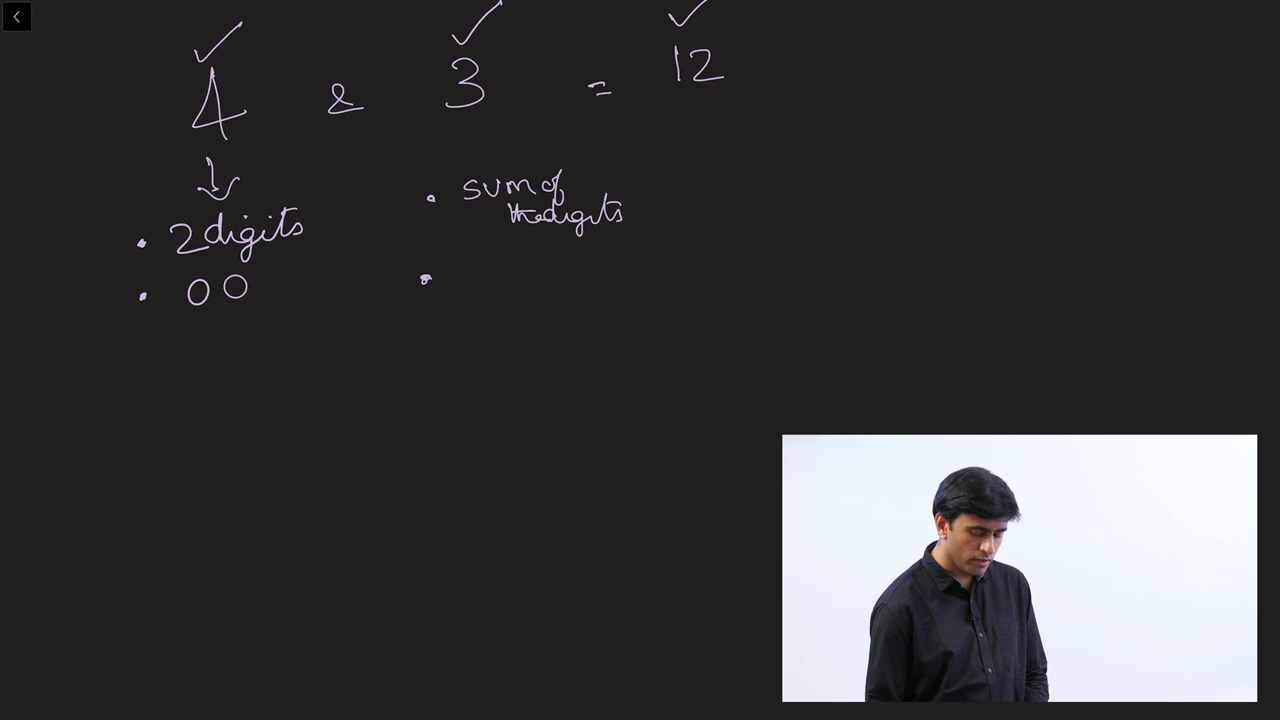 4 & 3 = 12
• 2 digits
• 00
• sum of
the digits
•